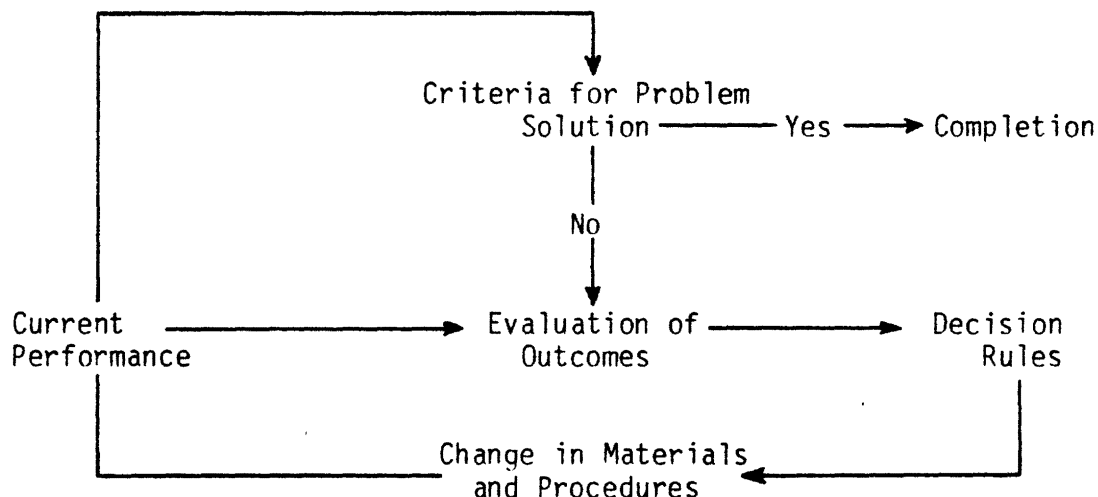 Criteria for Problem
Solution
Yes
Completion
No
Current
Performance
Evaluation of
Outcomes
Decision
Rules
Change in Materials
and Procedures